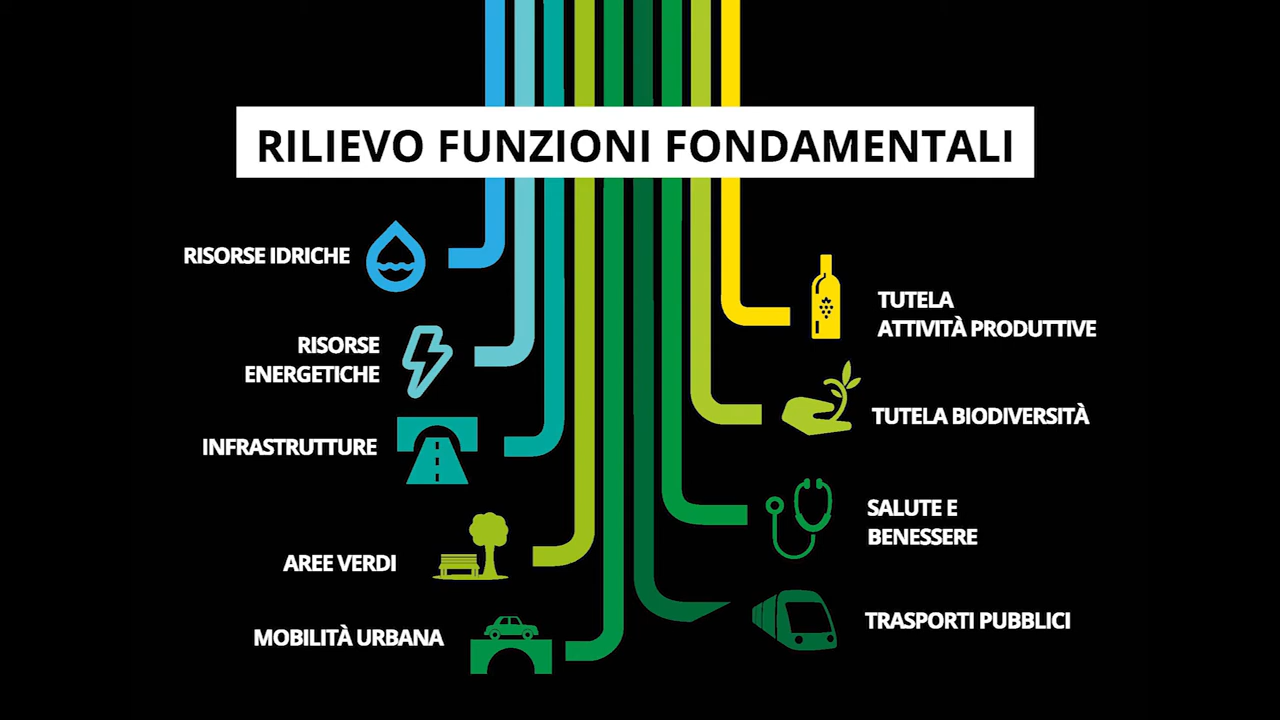 RILIEVO FUNZIONI FONDAMENTALI
RISORSE IDRICHE
RISORSE
ENERGETICHE
INFRASTRUTTURE
AREE VERDI
MOBILITÀ URBANA
TUTELA
ATTIVITÀ PRODUTTIVE
TUTELA BIODIVERSITÀ
SALUTE E
BENESSERE
TRASPORTI PUBBLICI